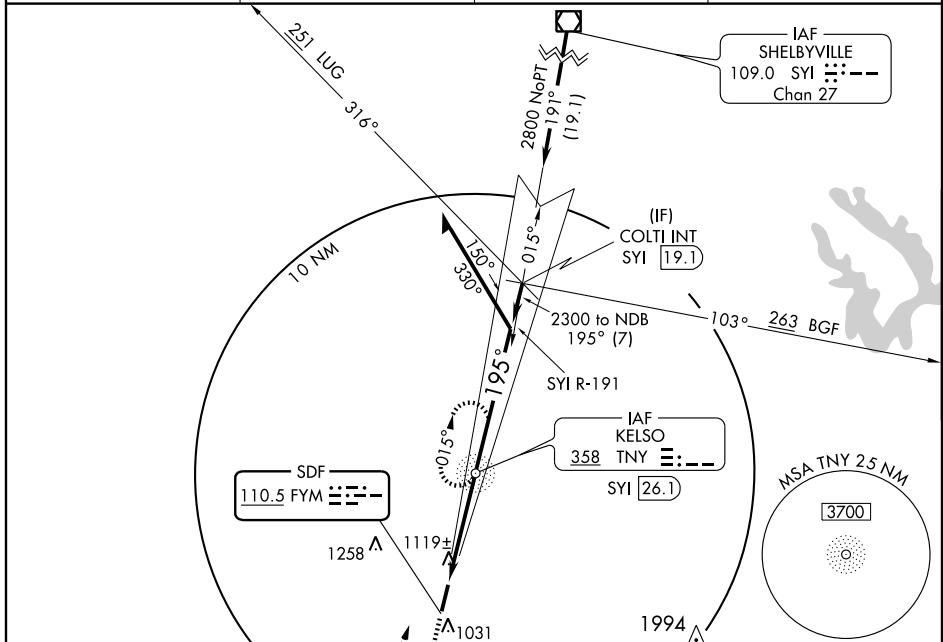 251 LUG
316°
IAF
SHELBYVILLE
109.0 SYI
Chan 27
2800 NoPT
191°
(19.1)
(IF)
COLTI INT
SYI 19.1
015°
10 NM
150°
330°
2300 to NDB
195° (7)
103° 263 BGF
SYI R-191
195°
IAF
KELSO
358 TNY
SYI 26.1
015°
SDF
110.5 FYM
MSA TNY 25 NM
3700
1258
1119±
1031
1994